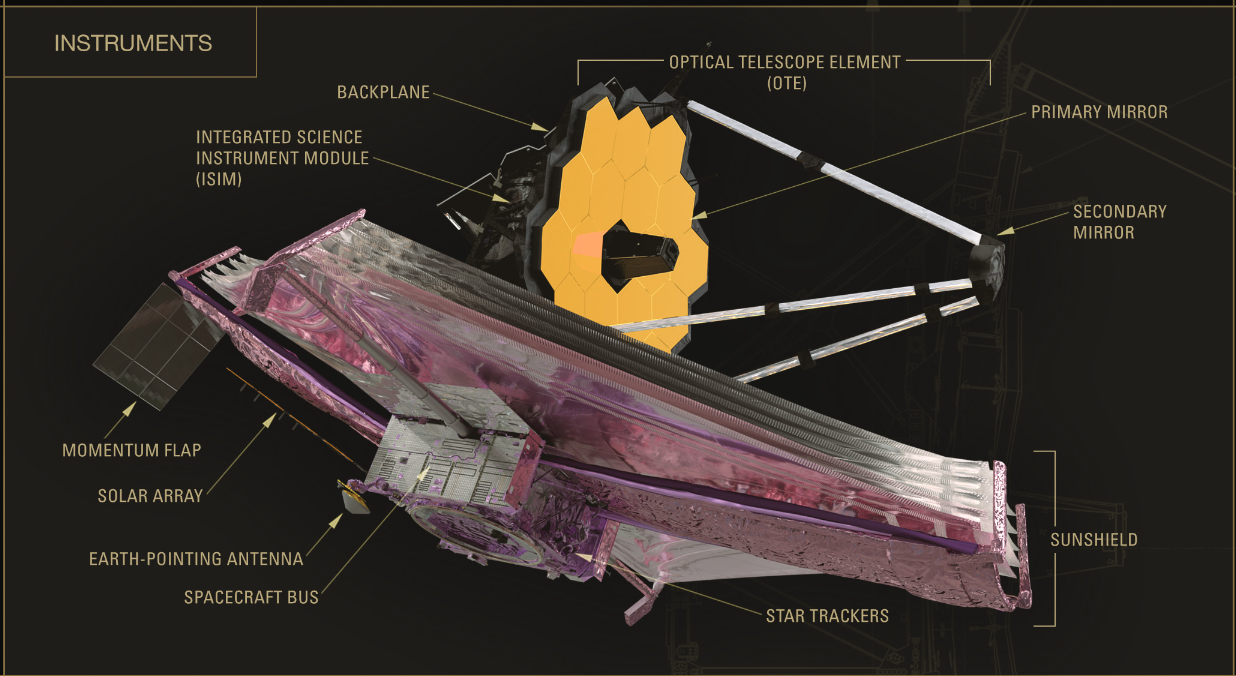 INSTRUMENTS
OPTICAL TELESCOPE ELEMENT
(OTE)
BACKPLANE
PRIMARY MIRROR
INTEGRATED SCIENCE
INSTRUMENT MODULE
(ISIM)
SECONDARY
MIRROR
MOMENTUM FLAP
SOLAR ARRAY
SUNSHIELD
EARTH-POINTING ANTENNA
SPACECRAFT BUS
STAR TRACKERS